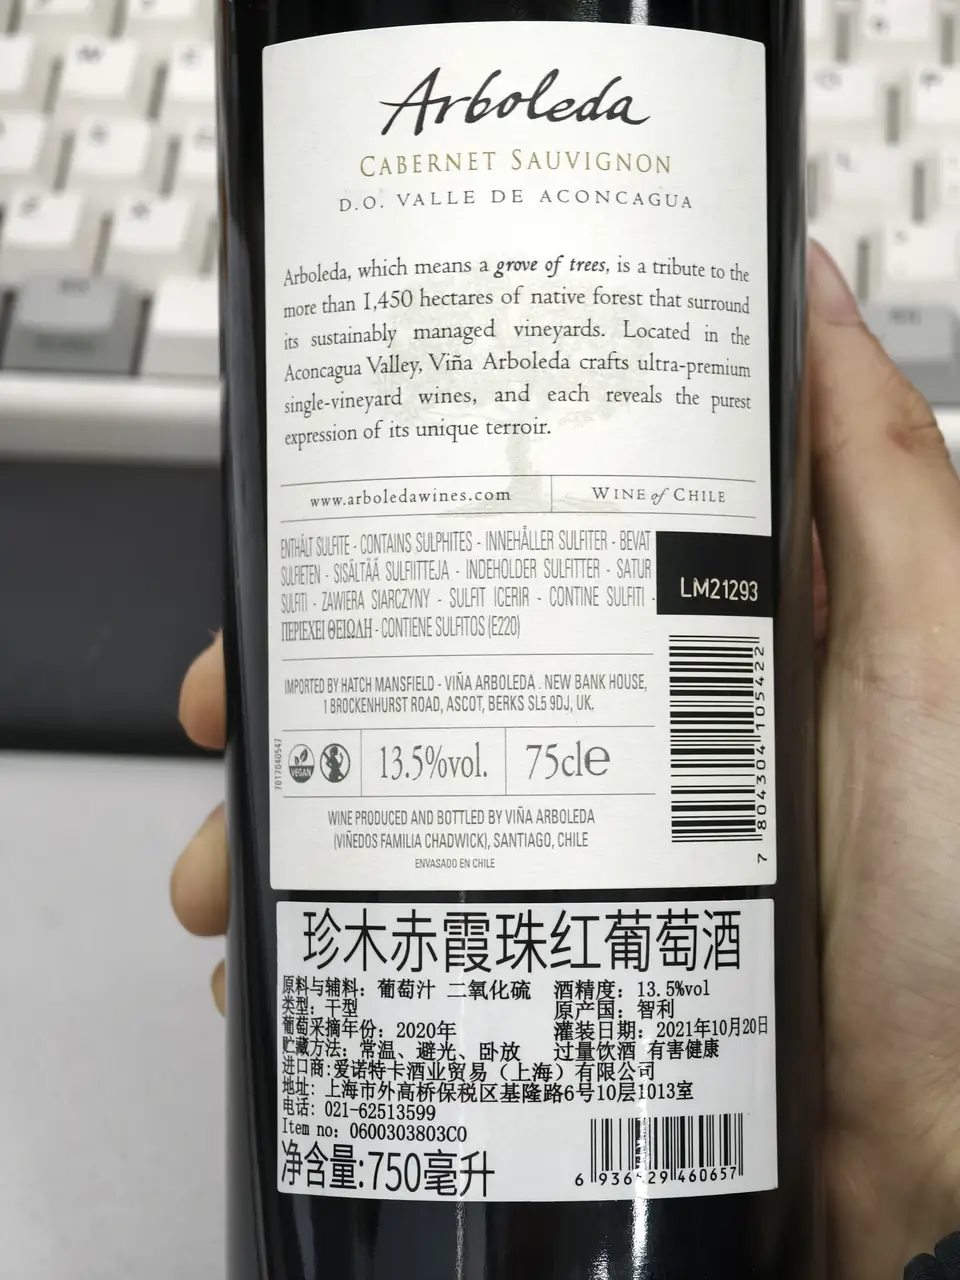 Arboleda
CABERNET SAUVIGNON
D.O. VALLE DE ACONCAGUA
Arboleda, which means a grove of trees, is a tribute to the
more than 1,450 hectares of native forest that surround
its sustainably managed vineyards. Located in the
Aconcagua Valley, Viña Arboleda crafts ultra-premium
single-vineyard wines, and each reveals the purest
expression of its unique terroir.
www.arboledawines.com
WINE of CHILE
ENTHÄLT SULFITE - CONTAINS SULPHITES - INNEHÅLLER SULFITER - BEVAT
SULFIETEN - SISÄLTÄÄ SULFIITTEJA - INDEHOLDER SULFITTER - SATUR
SULFITI - ZAWIERA SIARCZYNY - SULFIT ICERIR - CONTINE SULFITI -
ΠΕΡΙΕΧΕΙ ΘΕΙΩΔΗ - CONTIENE SULFITOS (E220)
LM21293
IMPORTED BY HATCH MANSFIELD - VIÑA ARBOLEDA . NEW BANK HOUSE,
1 BROCKENHURST ROAD, ASCOT, BERKS SL5 9DJ, UK.
7017040547
VEGAN
13.5%vol.
75cle
7 804304 105422
WINE PRODUCED AND BOTTLED BY VIÑA ARBOLEDA
(VIÑEDOS FAMILIA CHADWICK), SANTIAGO, CHILE
ENVASADO EN CHILE
珍木赤霞珠红葡萄酒
原料与辅料：葡萄汁 二氧化硫 酒精度：13.5%vol
类型：干型 原产国：智利
葡萄采摘年份：2020年 灌装日期：2021年10月20日
贮藏方法：常温、避光、卧放 过量饮酒 有害健康
进口商:爱诺特卡酒业贸易（上海）有限公司
地址：上海市外高桥保税区基隆路6号10层1013室
电话：021-62513599
Item no: 0600303803CO
净含量:750毫升
6 936529 460657